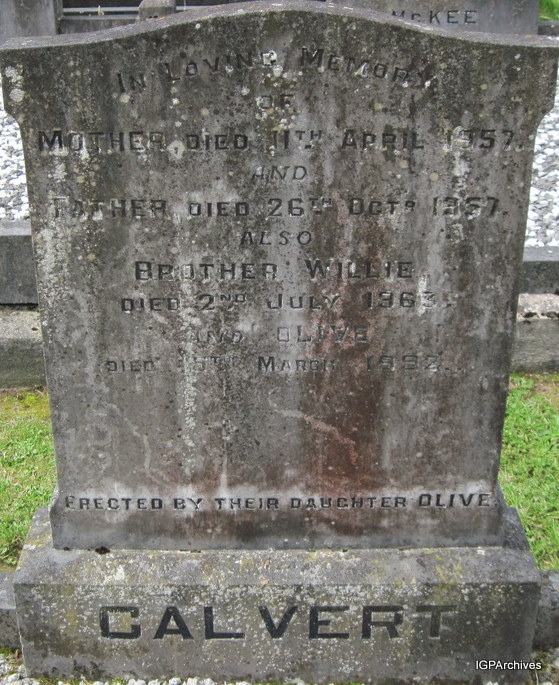 McKEE
IN LOVING MEMORY
OF
MOTHER, DIED 11TH APRIL 1957.
AND
FATHER, DIED 26TH OCTR 1957.
ALSO
BROTHER WILLIE
DIED 2ND JULY 1963.
AND OLIVE
DIED MARCH 1992.
ERECTED BY THEIR DAUGHTER OLIVE.
CALVERT
IGPArchives